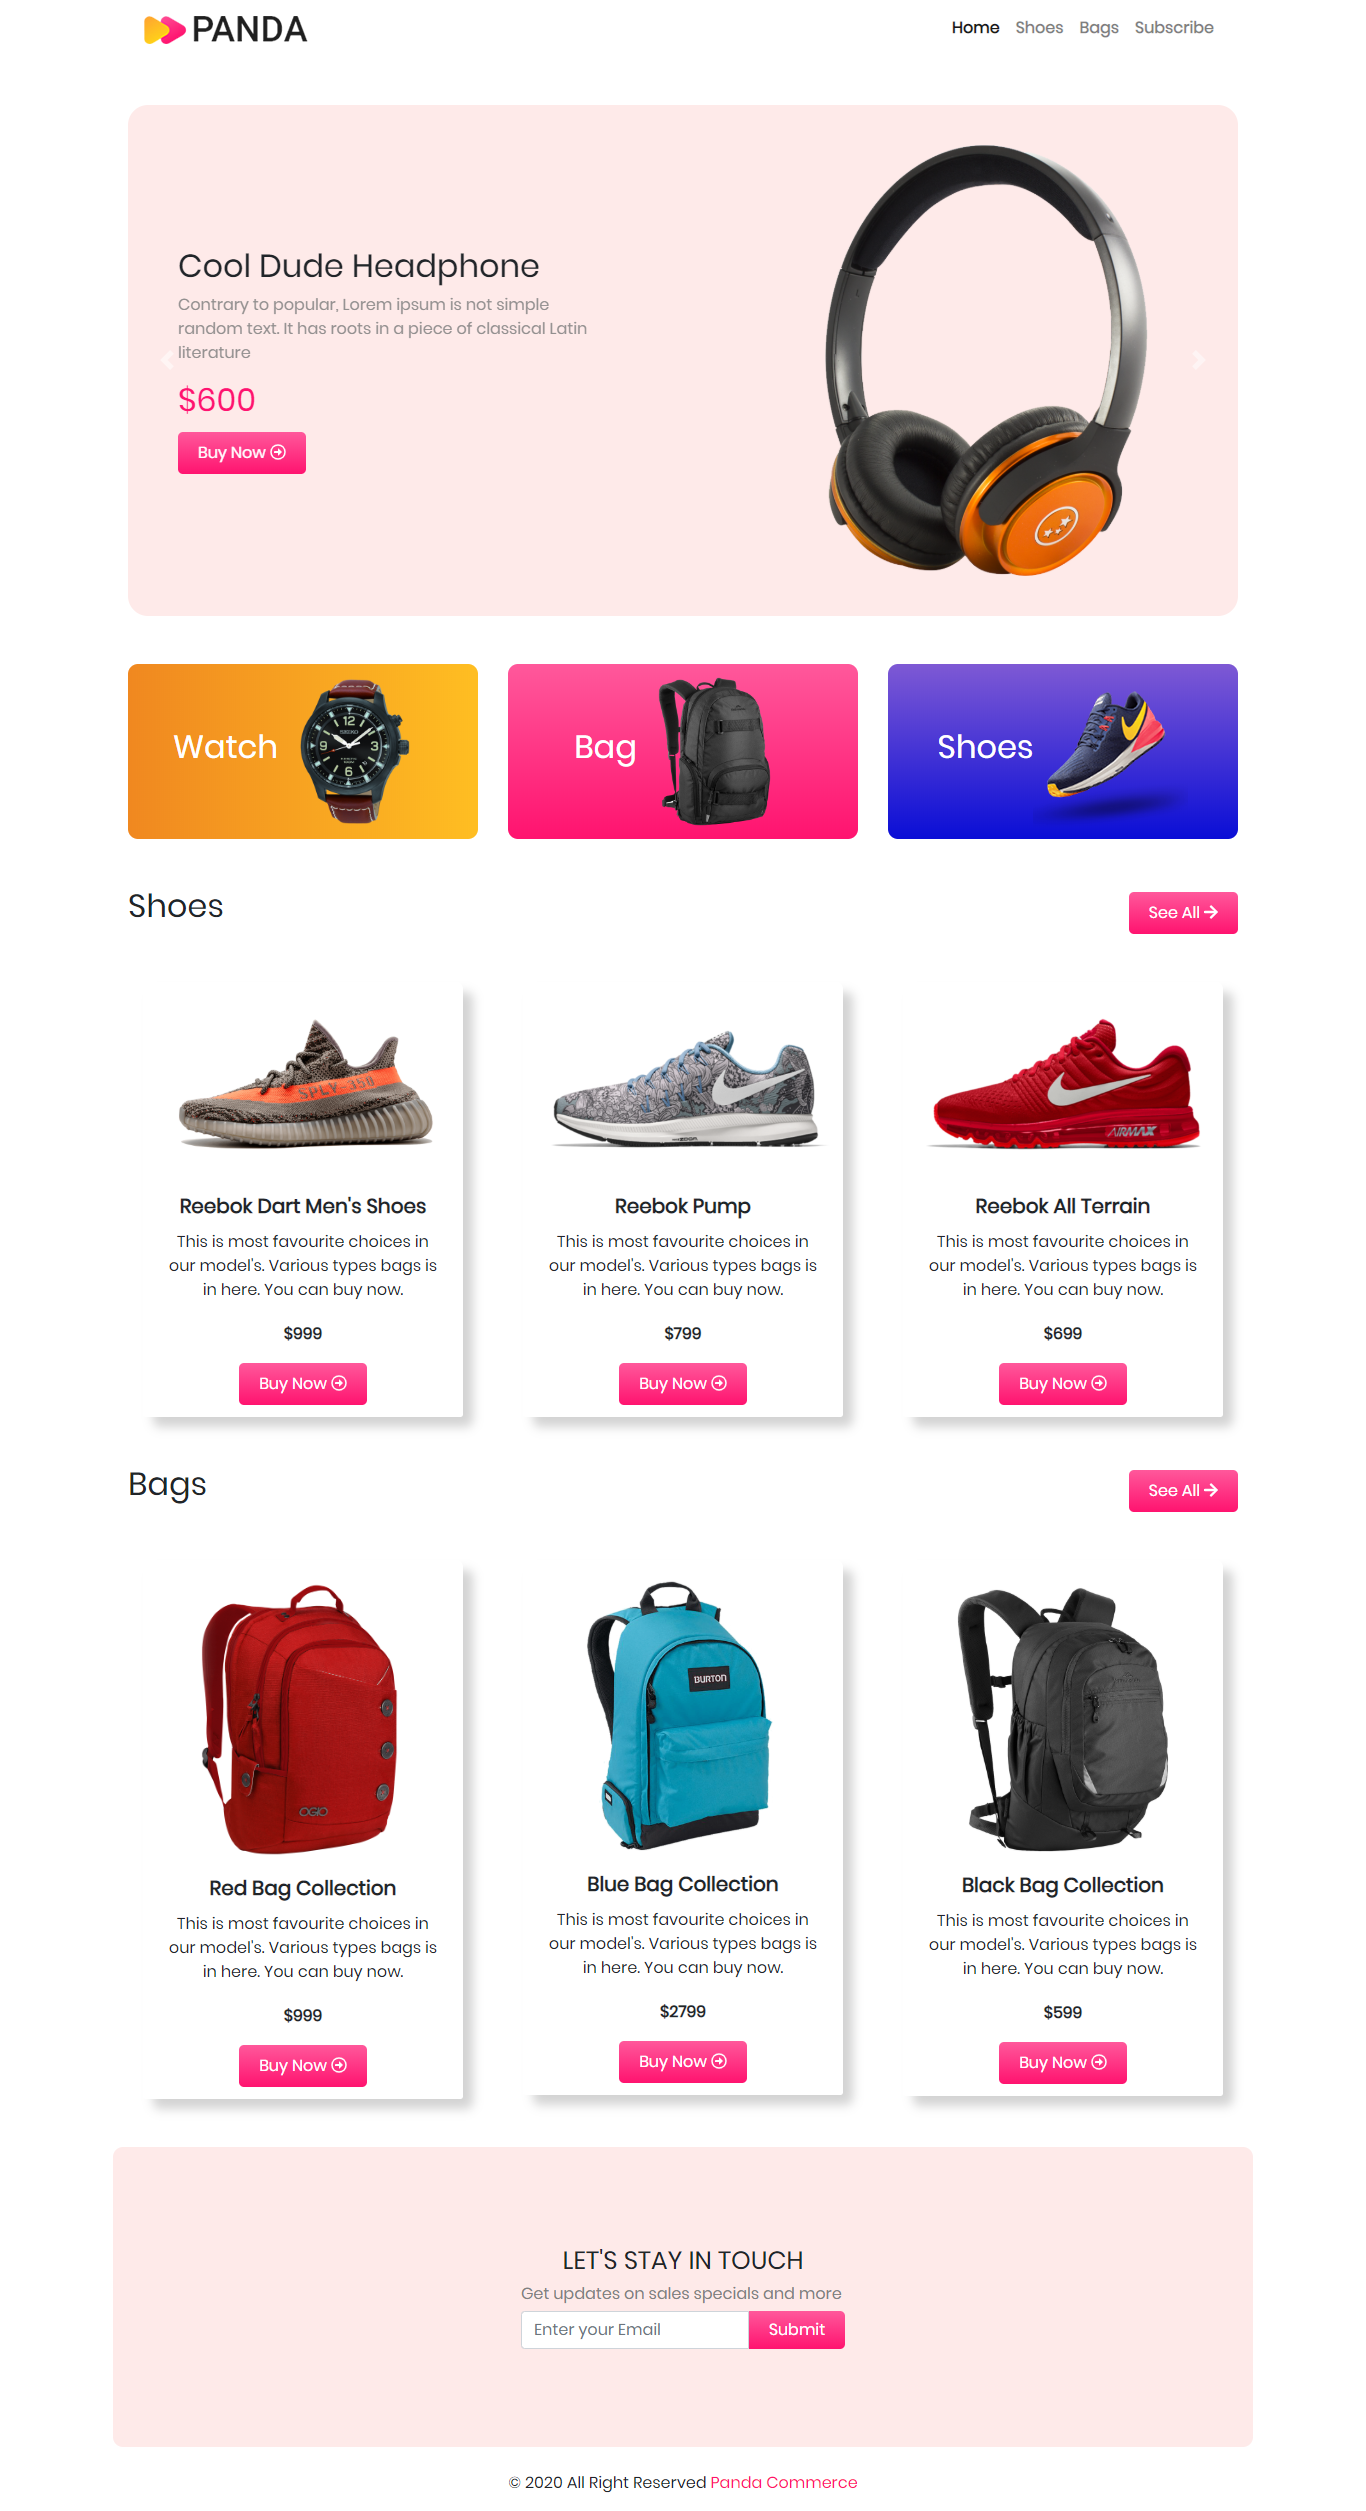 PANDA
Home Shoes Bags Subscribe
Cool Dude Headphone
Contrary to popular, Lorem ipsum is not simple
random text. It has roots in a piece of classical Latin
literature
$600
Buy Now
Watch
Bag
Shoes
Shoes
See All
Reebok Dart Men's Shoes
This is most favourite choices in
our model's. Various types bags is
in here. You can buy now.
$999
Buy Now
Reebok Pump
This is most favourite choices in
our model's. Various types bags is
in here. You can buy now.
$799
Buy Now
AIRMAX
Reebok All Terrain
This is most favourite choices in
our model's. Various types bags is
in here. You can buy now.
$699
Buy Now
Bags
See All
OGIO
Red Bag Collection
This is most favourite choices in
our model's. Various types bags is
in here. You can buy now.
$999
Buy Now
BURTON
Blue Bag Collection
This is most favourite choices in
our model's. Various types bags is
in here. You can buy now.
$2799
Buy Now
Black Bag Collection
This is most favourite choices in
our model's. Various types bags is
in here. You can buy now.
$599
Buy Now
LET'S STAY IN TOUCH
Get updates on sales specials and more
Enter your Email
Submit
© 2020 All Right Reserved Panda Commerce